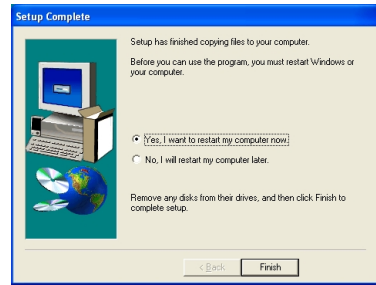 Setup Complete
Setup has finished copying files to your computer.
Before you can use the program, you must restart Windows or
your computer.
Yes, I want to restart my computer now.
No, I will restart my computer later.
Remove any disks from their drives, and then click Finish to
complete setup.
< Back
Finish